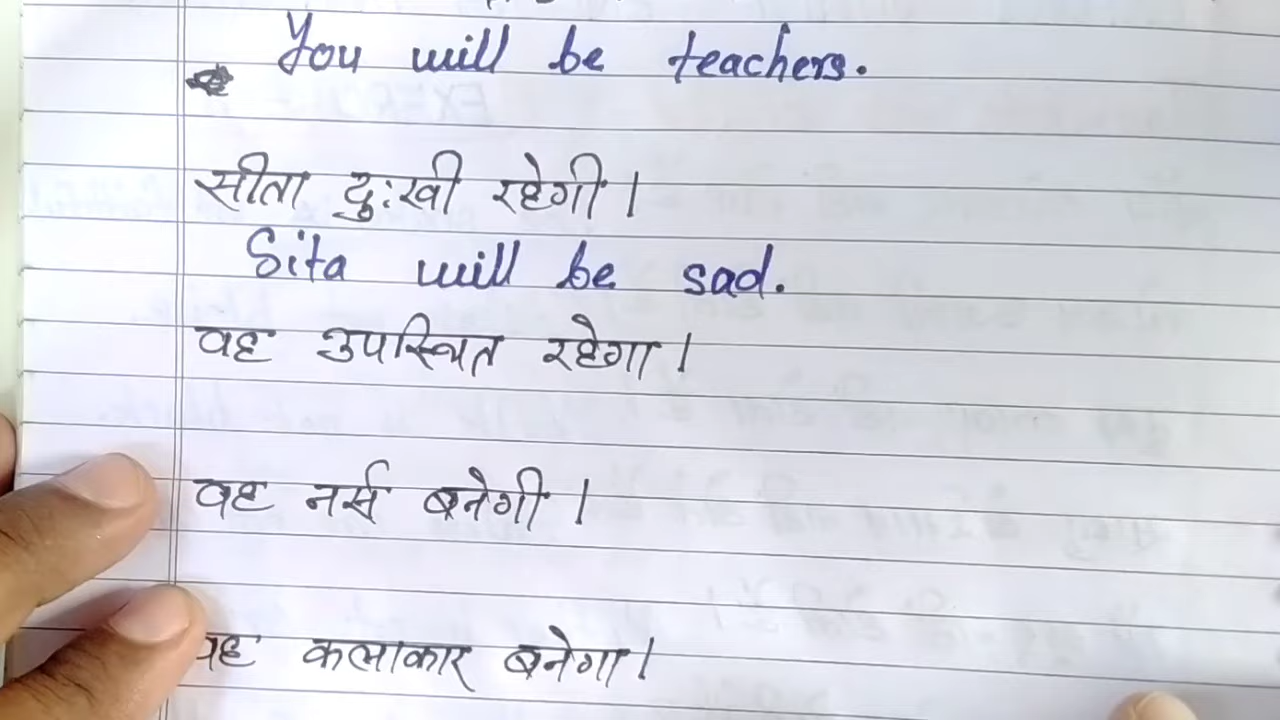 You will be teachers.
सीता दुःखी रहेगी।
Sita will be sad.
वह उपस्थित रहेगा।
वह नर्स बनेगी।
वह कलाकार बनेगा।